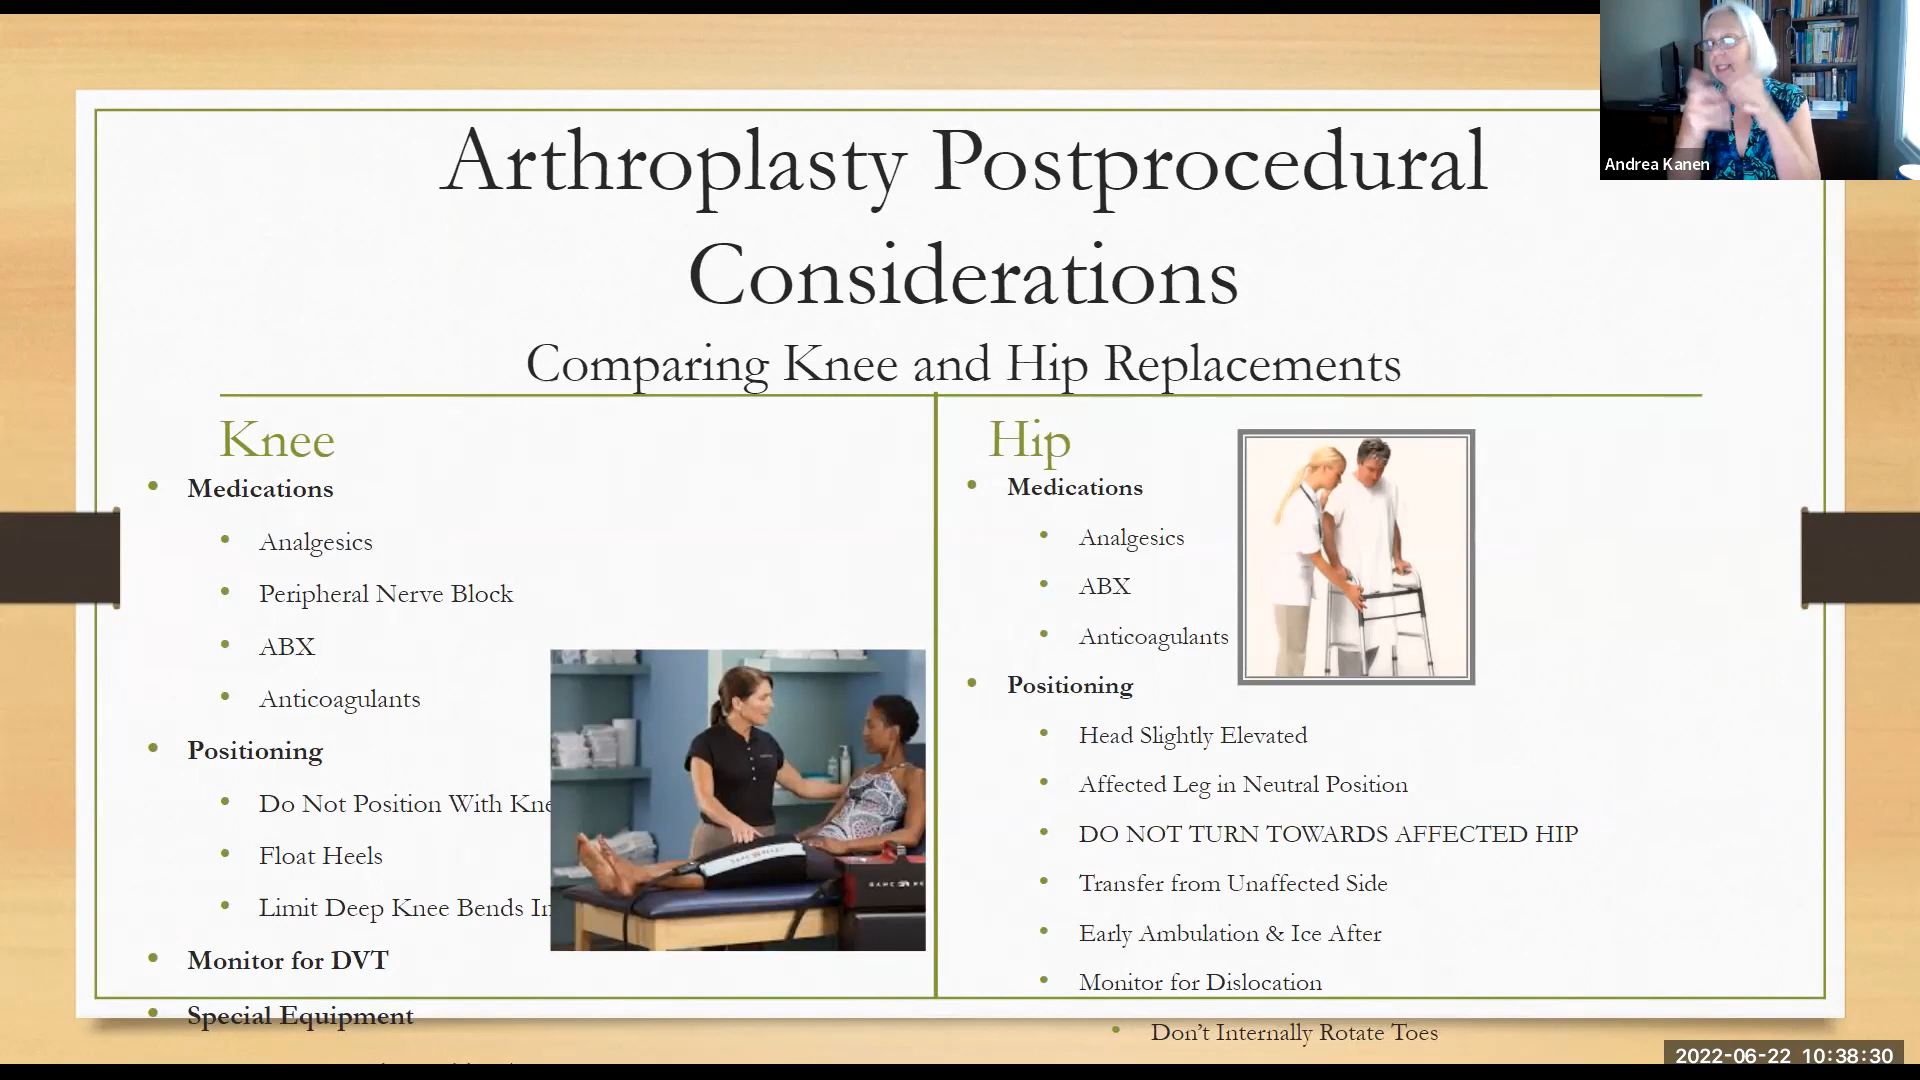 Arthroplasty Postprocedural
Considerations
Comparing Knee and Hip Replacements
Andrea Kanen
Knee
• Medications
• Analgesics
• Peripheral Nerve Block
• ABX
• Anticoagulants
• Positioning
• Do Not Position With
• Float Heels
• Limit Deep Knee Bends
• Monitor for DVT
• Special Equipment
Hip
• Medications
• Analgesics
• ABX
• Anticoagulants
• Positioning
• Head Slightly Elevated
• Affected Leg in Neutral Position
• DO NOT TURN TOWARDS AFFECTED HIP
• Transfer from Unaffected Side
• Early Ambulation & Ice After
• Monitor for Dislocation
• Don't Internally Rotate Toes
2022-06-22 10:38:30